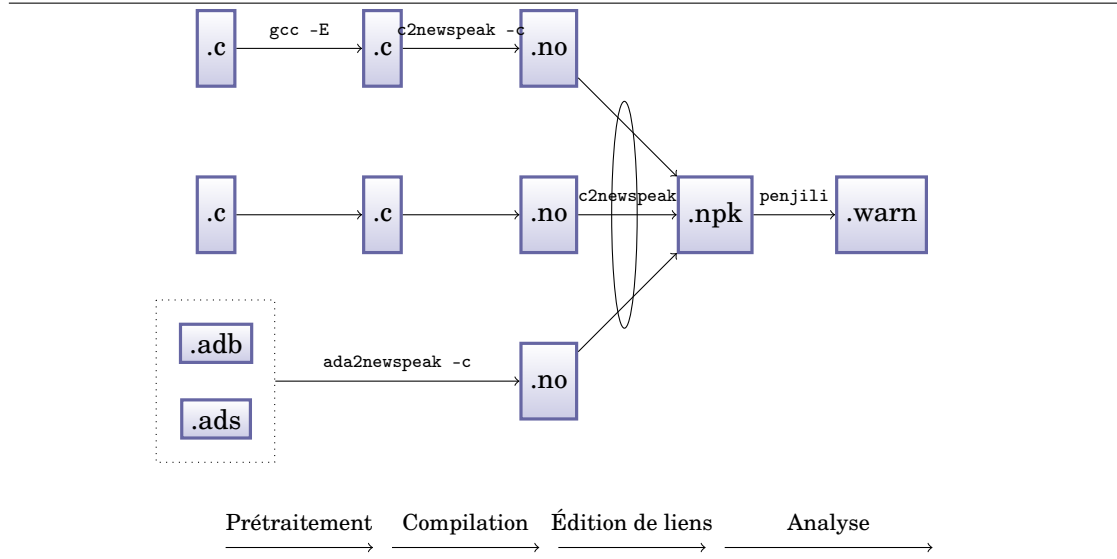 gcc -E
c2newspeak -c
.c
.c
.no
c2newspeak
penjili
.c
.c
.no
.npk
.warn
.adb
ada2newspeak -c
.no
.ads
Prétraitement
Compilation
Édition de liens
Analyse